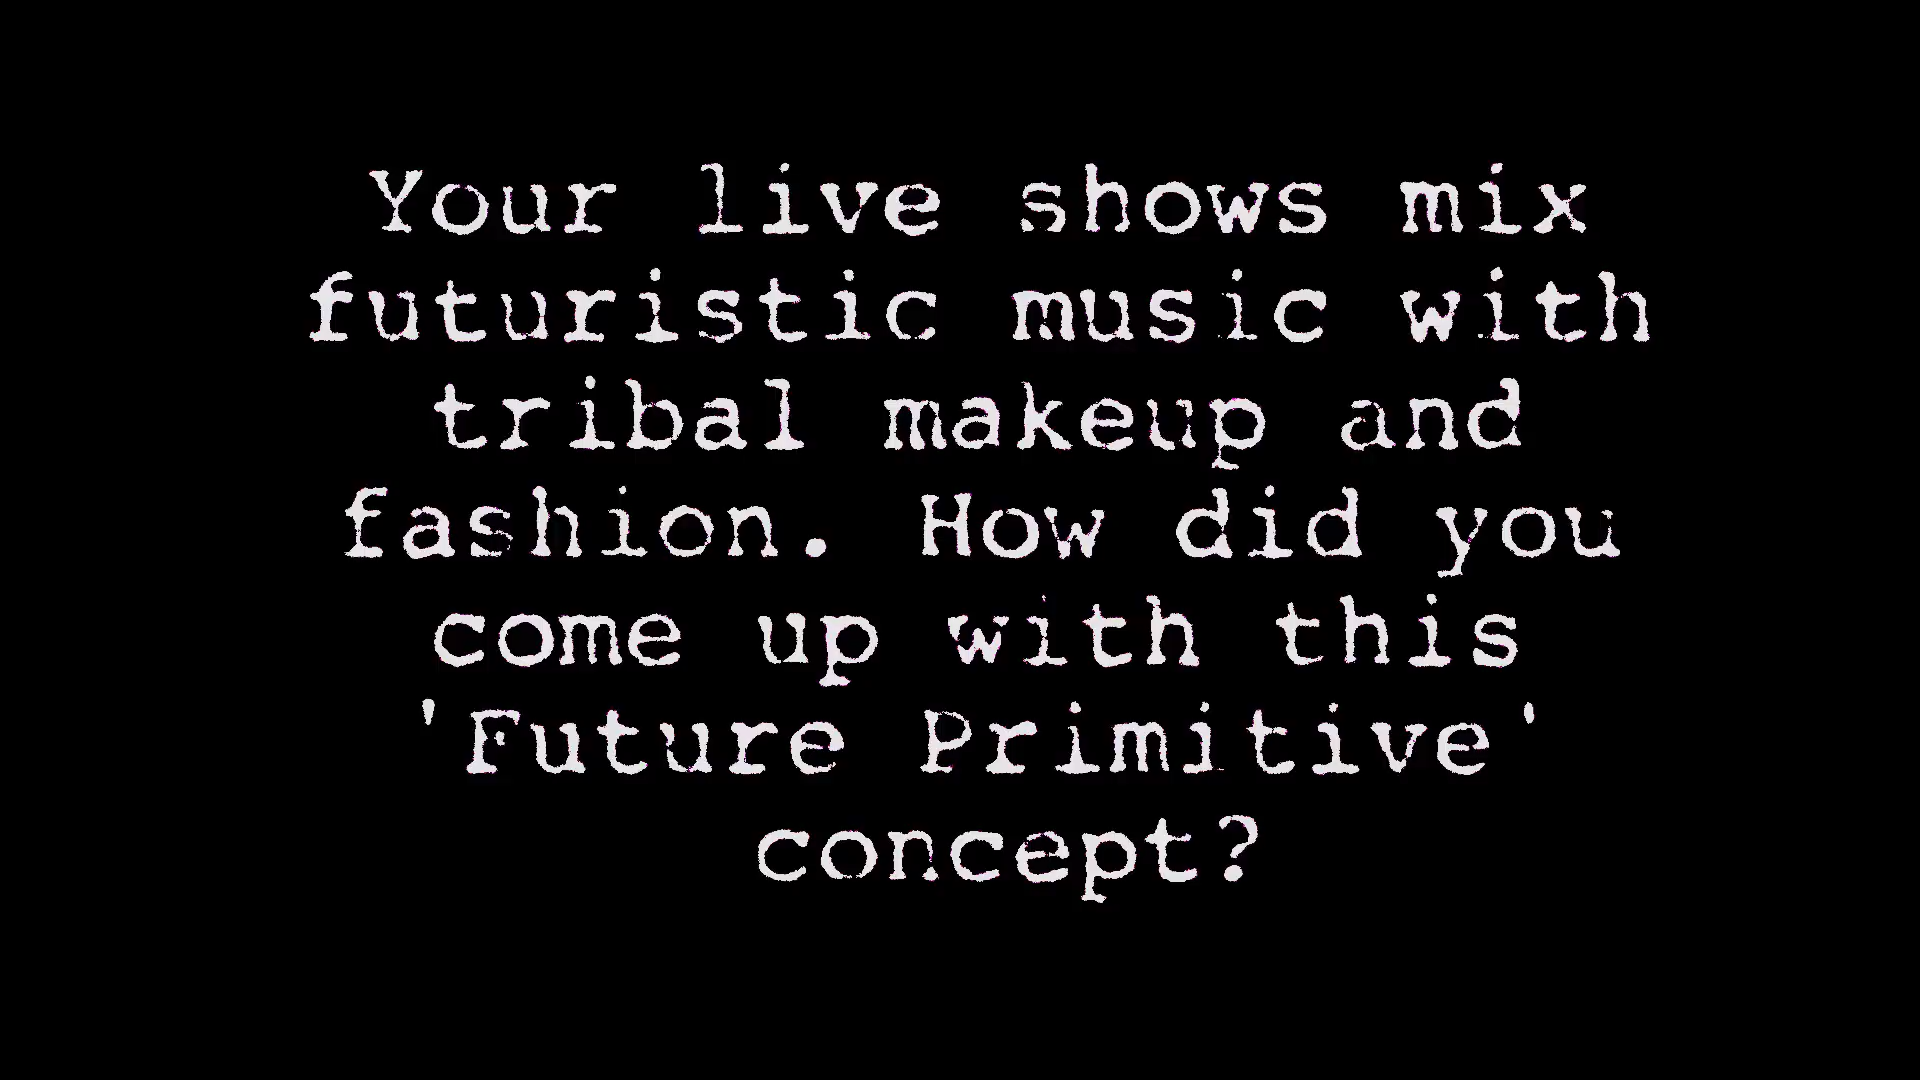 Your live shows mix
futuristic music with
tribal makeup and
fashion. How did you
come up with this
'Future Primitive'
concept?